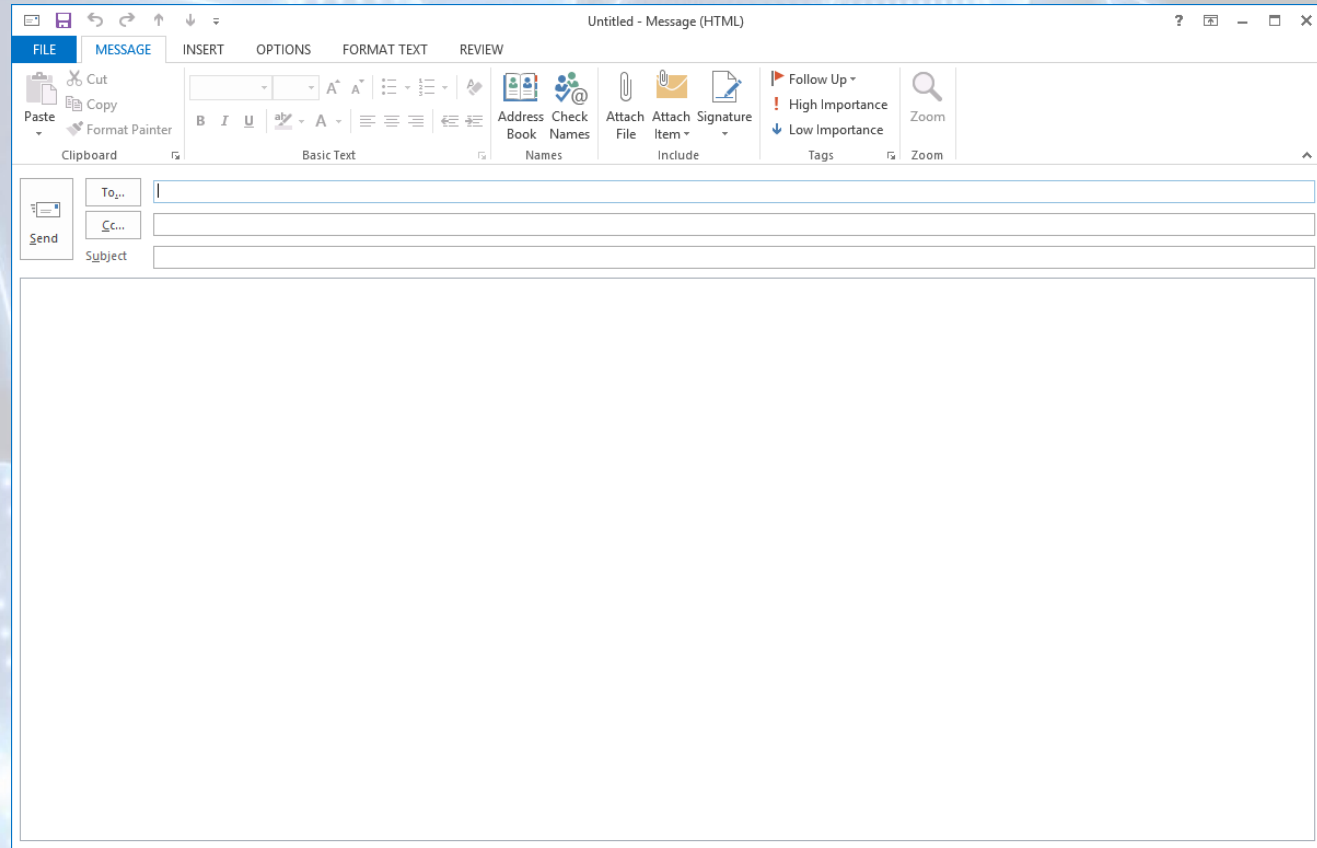 Untitled - Message (HTML)
?
FILE MESSAGE INSERT OPTIONS FORMAT TEXT REVIEW
Paste
Cut
Copy
Format Painter
Clipboard
B I U A
Basic Text
Address Book
Check Names
Names
Attach File
Attach Item
Signature
Include
Follow Up
! High Importance
Low Importance
Tags
Zoom
Zoom
Send
To...
Cc...
Subject